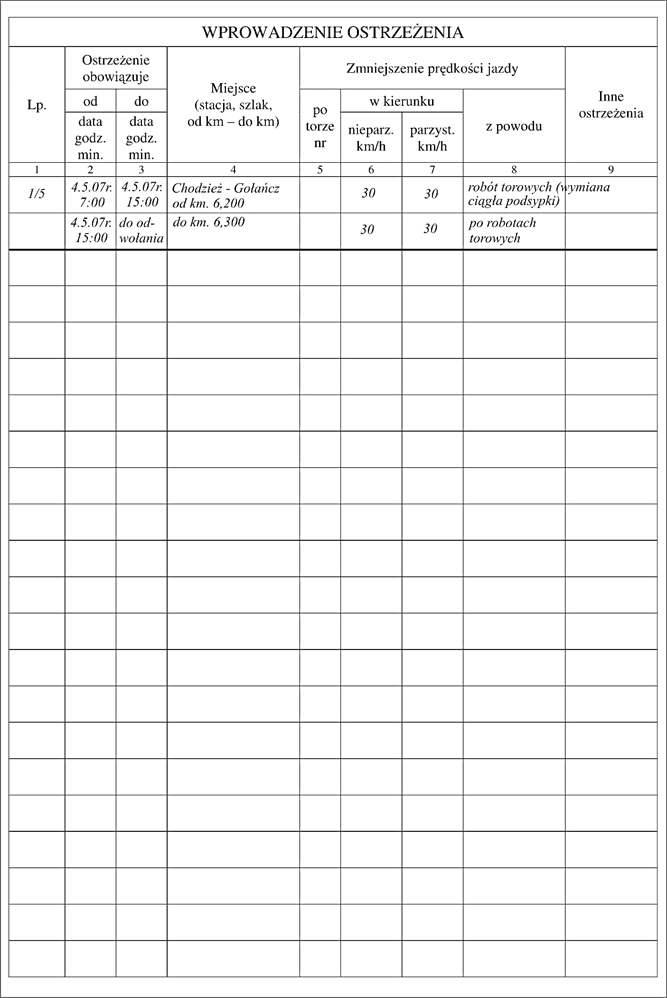 WPROWADZENIE OSTRZEŻENIA
Lp.
Ostrzeżenie
obowiązuje
od
do
data
godz.
min.
data
godz.
min.
Miejsce
(stacja, szlak,
od km – do km)
Zmniejszenie prędkości jazdy
po
torze
nr
w kierunku
nieparz.
km/h
parzyst.
km/h
z powodu
Inne
ostrzeżenia
1 2 3 4 5 6 7 8 9
1/5
4.5.07r.
7:00
4.5.07r.
15:00
Chodzież - Gołańcz
od km. 6,200
30
30
robót torowych (wymiana
ciągła podsypki)
4.5.07r.
15:00
do od-
wołania
do km. 6,300
30
30
po robotach
torowych